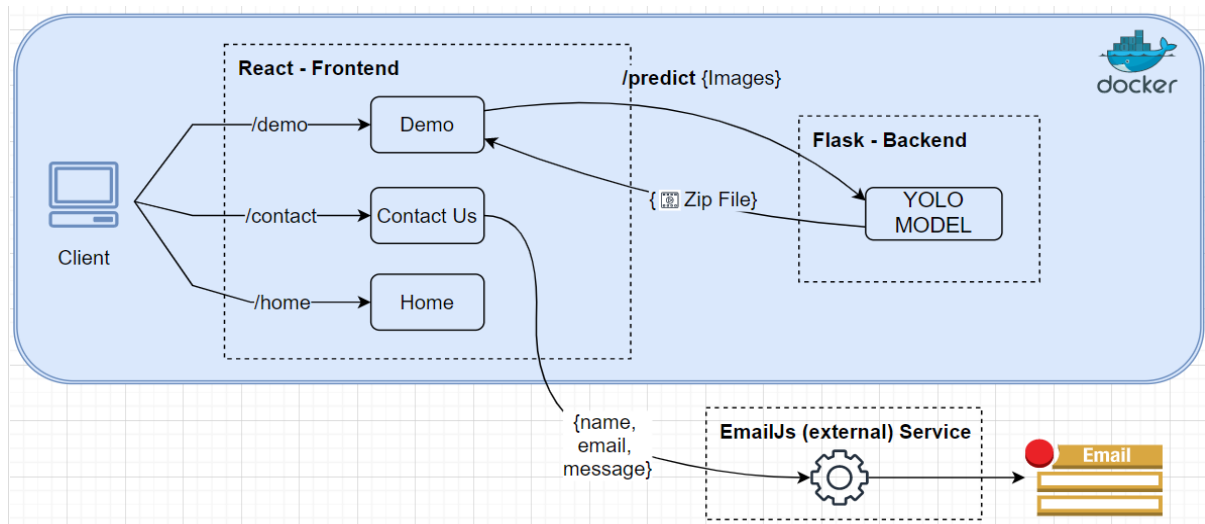 React - Frontend
docker
/predict {Images}
/demo
Demo
Flask - Backend
{ Zip File}
YOLO
MODEL
/contact
Contact Us
Client
/home
Home
{name,
email,
message}
EmailJs (external) Service
Email